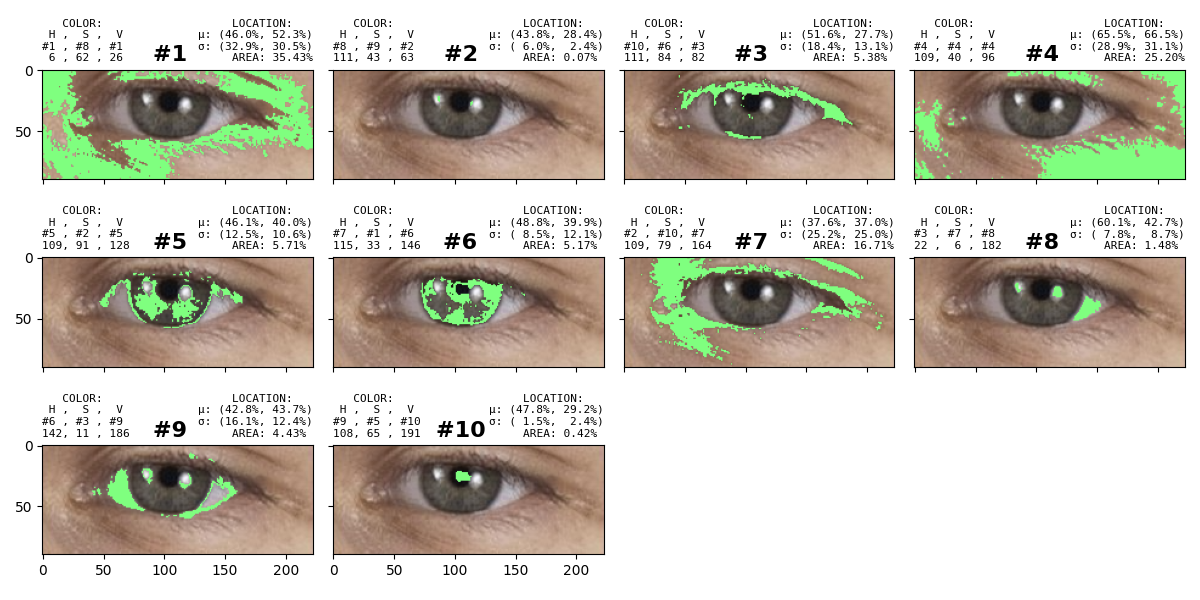 COLOR: LOCATION:
H , S , V μ: (46.0%, 52.3%)
#1 , #8 , #1 #1 σ: (32.9%, 30.5%)
6 , 62 , 26 AREA: 35.43%
COLOR: LOCATION:
H , S , V μ: (43.8%, 28.4%)
#8 , #9 , #2 #2 σ: ( 6.0%, 2.4%)
111, 43 , 63 AREA: 0.07%
COLOR: LOCATION:
H , S , V μ: (51.6%, 27.7%)
#10, #6 , #3 #3 σ: (18.4%, 13.1%)
111, 84 , 82 AREA: 5.38%
COLOR: LOCATION:
H , S , V μ: (65.5%, 66.5%)
#4 , #4 , #4 #4 σ: (28.9%, 31.1%)
109, 40 , 96 AREA: 25.20%
0
50
COLOR: LOCATION:
H , S , V μ: (46.1%, 40.0%)
#5 , #2 , #5 #5 σ: (12.5%, 10.6%)
109, 91 , 128 AREA: 5.71%
COLOR: LOCATION:
H , S , V μ: (48.8%, 39.9%)
#7 , #1 , #6 #6 σ: ( 8.5%, 12.1%)
115, 33 , 146 AREA: 5.17%
COLOR: LOCATION:
H , S , V μ: (37.6%, 37.0%)
#2 , #10, #7 #7 σ: (25.2%, 25.0%)
109, 79 , 164 AREA: 16.71%
COLOR: LOCATION:
H , S , V μ: (60.1%, 42.7%)
#3 , #7 , #8 #8 σ: ( 7.8%, 8.7%)
22 , 6 , 182 AREA: 1.48%
0
50
COLOR: LOCATION:
H , S , V μ: (42.8%, 43.7%)
#6 , #3 , #9 #9 σ: (16.1%, 12.4%)
142, 11 , 186 AREA: 4.43%
COLOR: LOCATION:
H , S , V μ: (47.8%, 29.2%)
#9 , #5 , #10 #10 σ: ( 1.5%, 2.4%)
108, 65 , 191 AREA: 0.42%
0
50
0 50 100 150 200
0 50 100 150 200